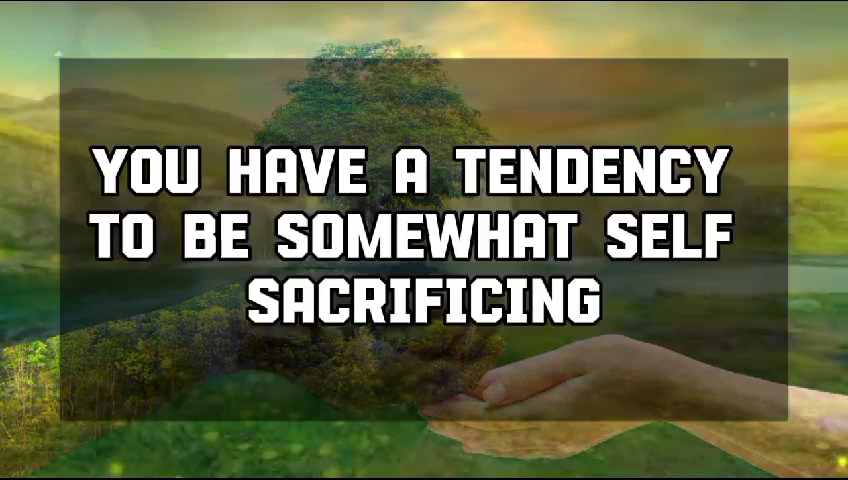 YOU HAVE A TENDENCY
TO BE SOMEWHAT SELF
SACRIFICING